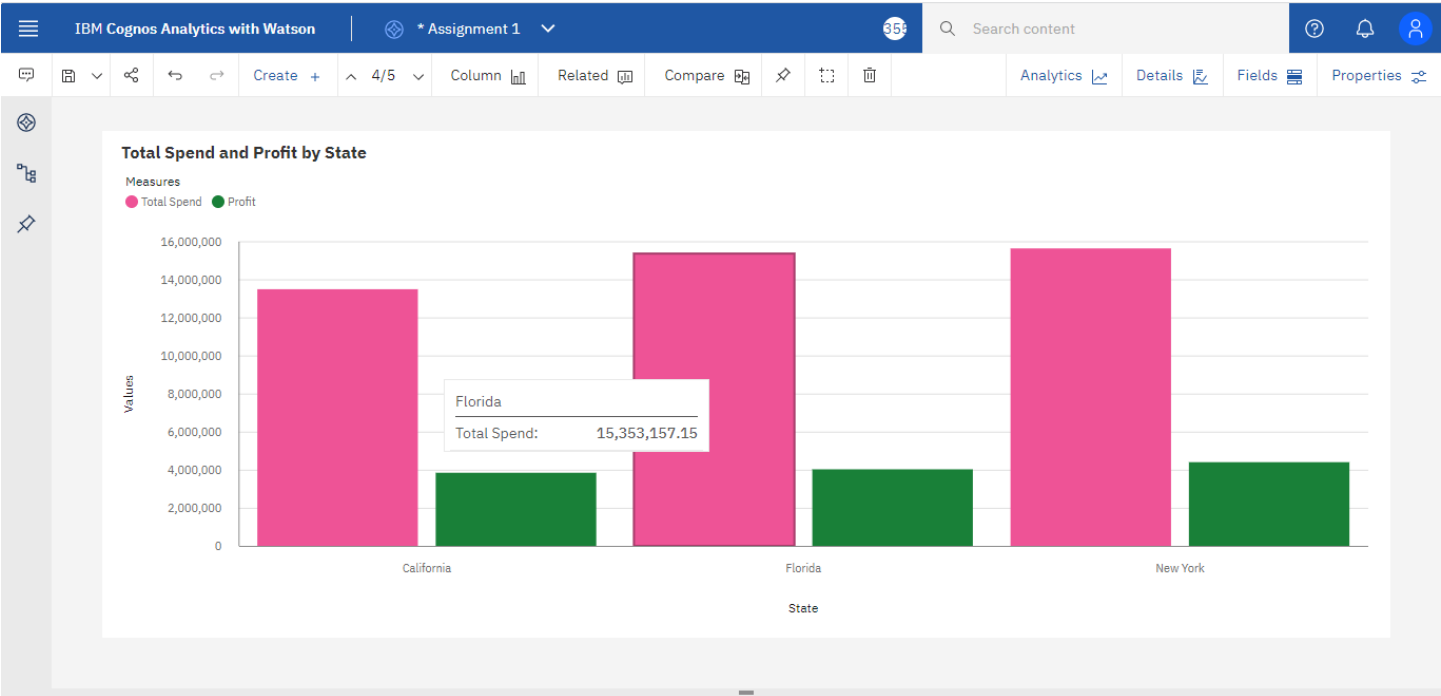 IBM Cognos Analytics with Watson
* Assignment 1
355
Search content
Create +
4/5
Column
Related
Compare
Analytics
Details
Fields
Properties
Total Spend and Profit by State
Measures
Total Spend Profit
16,000,000
14,000,000
12,000,000
10,000,000
8,000,000
6,000,000
4,000,000
2,000,000
0
Values
Florida
Total Spend: 15,353,157.15
California Florida New York
State